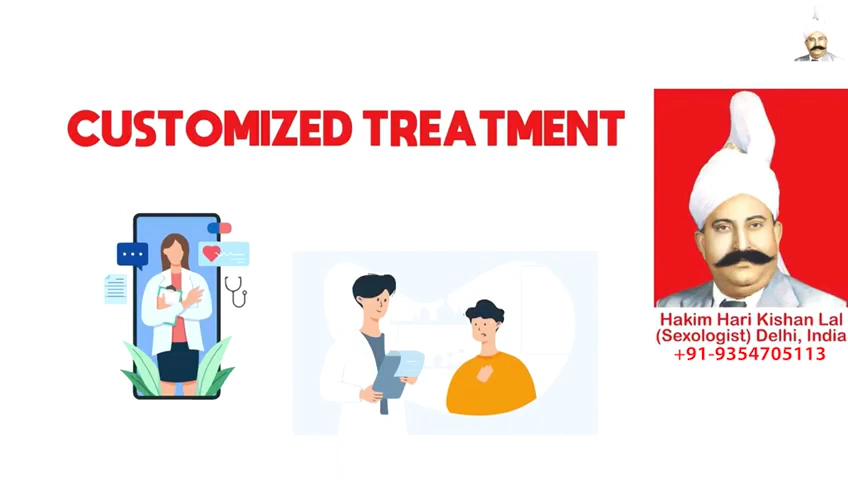 CUSTOMIZED TREATMENT
Hakim Hari Kishan Lal
(Sexologist) Delhi, India
+91-9354705113